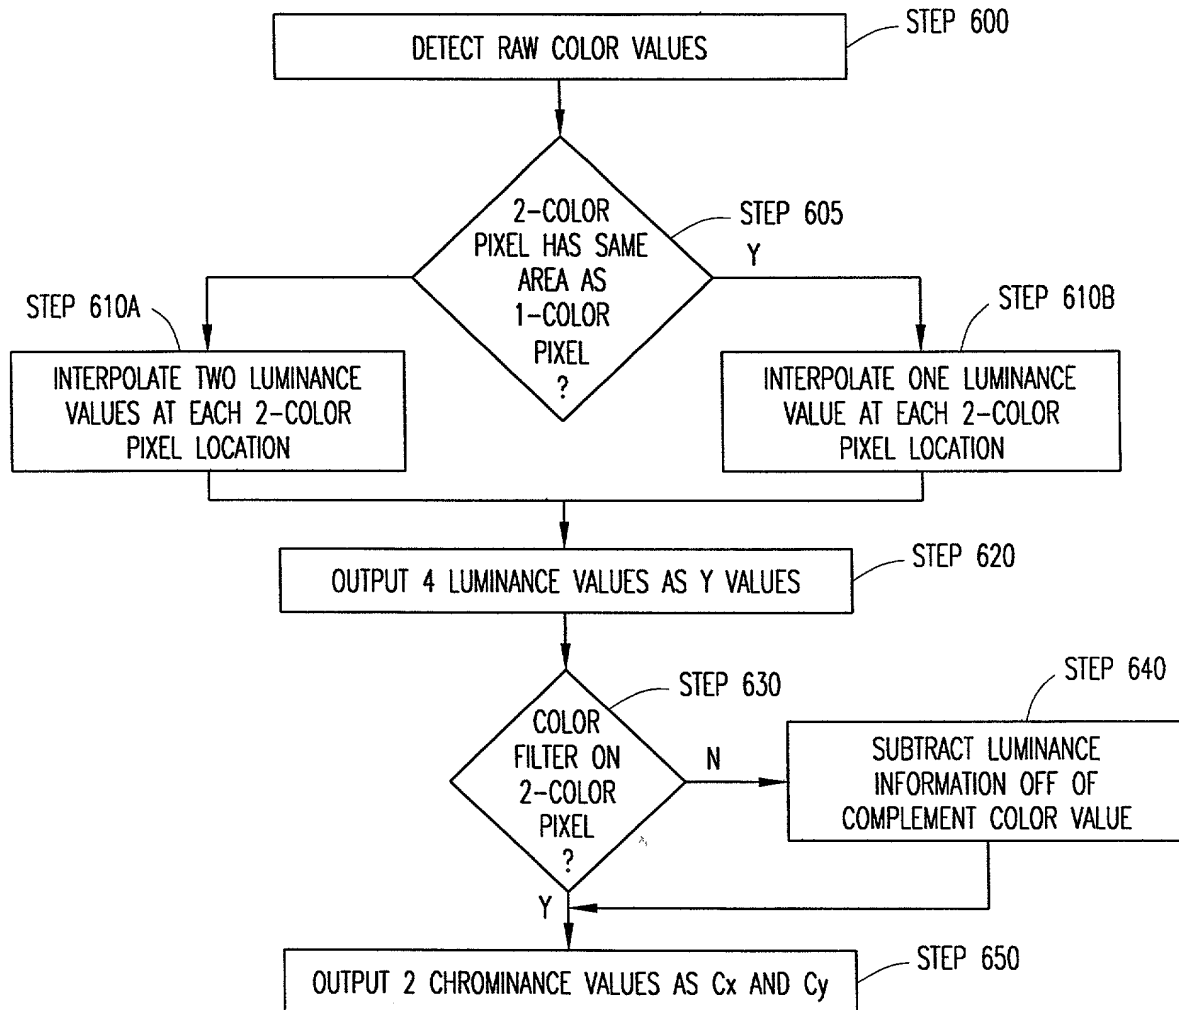 STEP 600
DETECT RAW COLOR VALUES
STEP 605
2-COLOR
PIXEL HAS SAME
AREA AS
1-COLOR
PIXEL
?
Y
STEP 610A
INTERPOLATE TWO LUMINANCE
VALUES AT EACH 2-COLOR
PIXEL LOCATION
STEP 610B
INTERPOLATE ONE LUMINANCE
VALUE AT EACH 2-COLOR
PIXEL LOCATION
STEP 620
OUTPUT 4 LUMINANCE VALUES AS Y VALUES
STEP 630
COLOR
FILTER ON
2-COLOR
PIXEL
?
N
STEP 640
SUBTRACT LUMINANCE
INFORMATION OFF OF
COMPLEMENT COLOR VALUE
Y
STEP 650
OUTPUT 2 CHROMINANCE VALUES AS Cx AND Cy